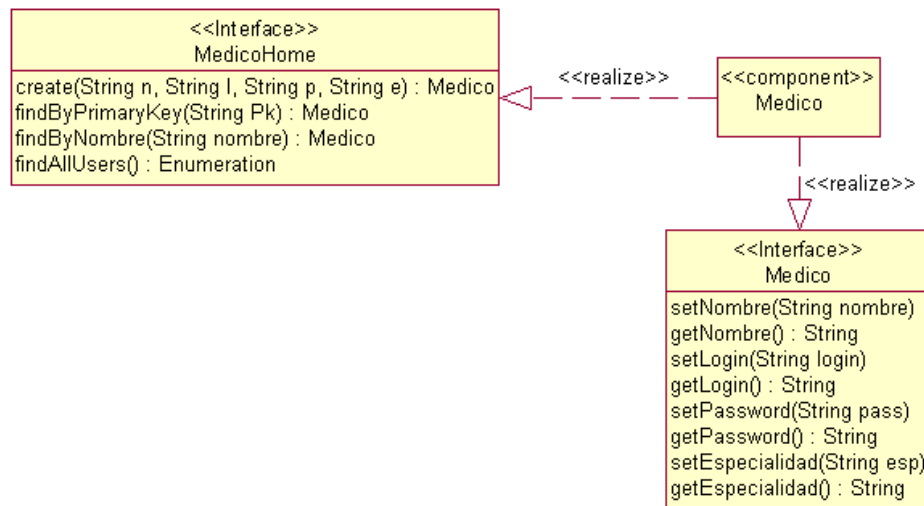 <<Interface>>
MedicoHome
create(String n, String l, String p, String e) : Medico
findByPrimaryKey(String Pk) : Medico
findByNombre(String nombre) : Medico
findAllUsers() : Enumeration
<<realize>>
<<component>>
Medico
<<realize>>
<<Interface>>
Medico
setNombre(String nombre)
getNombre() : String
setLogin(String login)
getLogin() : String
setPassword(String pass)
getPassword() : String
setEspecialidad(String esp)
getEspecialidad() : String